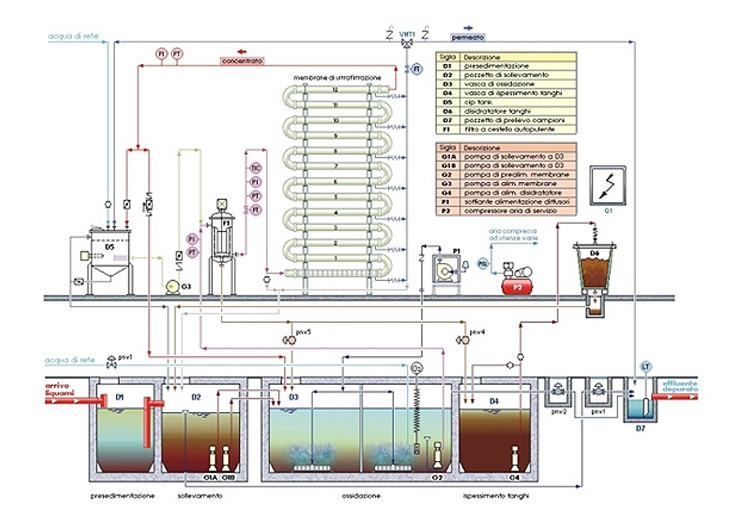 acqua di rete
VMT1
permeato
F1 PT
concentrato
FT
membrane di ultrafiltrazione
12
11
10
9
8
7
6
5
4
3
2
1
Sigla Descrizione
D1 presedimentazione
D2 pozzetto di sollevamento
D3 vasca di ossidazione
D4 vasca di ispessimento fanghi
D5 cip tank
D6 disidratatore fanghi
D7 pozzetto di prelievo campioni
F1 filtro a cestello autopulente
Sigla Descrizione
G1A pompa di sollevamento a D3
G1B pompa di sollevamento a D3
G2 pompa di prealim. membrane
G3 pompa di alim. membrane
G4 pompa di alim. disidratatore
P1 soffiante alimentazione diffusori
P2 compressore aria di servizio
Q1
TIC
PI
PT
FT
F1
PI
PT
D5
G3
P1
aria compressa
ad utenze varie
P2
D6
pnv5
pnv4
acqua di rete
pnv1
O2
LT
arrivo
liquami
effluente
depurato
D1
D2
D3
D4
pnv2
pnv1
D7
G1A G1B
G2
G4
presedimentazione
sollevamento
ossidazione
ispessimento fanghi